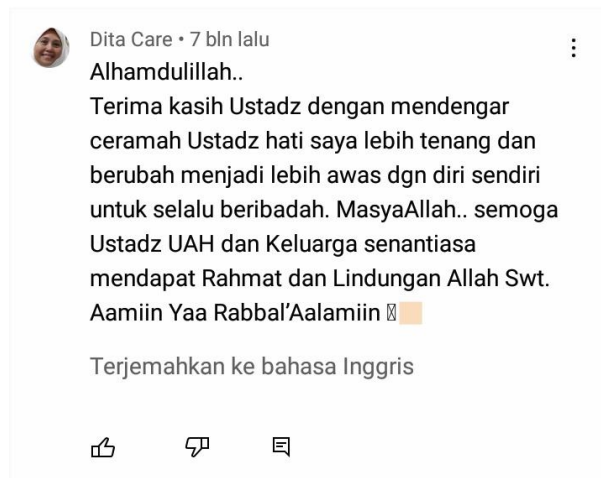 Dita Care • 7 bln lalu
Alhamdulillah..
Terima kasih Ustadz dengan mendengar
ceramah Ustadz hati saya lebih tenang dan
berubah menjadi lebih awas dgn diri sendiri
untuk selalu beribadah. MasyaAllah.. semoga
Ustadz UAH dan Keluarga senantiasa
mendapat Rahmat dan Lindungan Allah Swt.
Aamiin Yaa Rabbal’Aalamiin
Terjemahkan ke bahasa Inggris